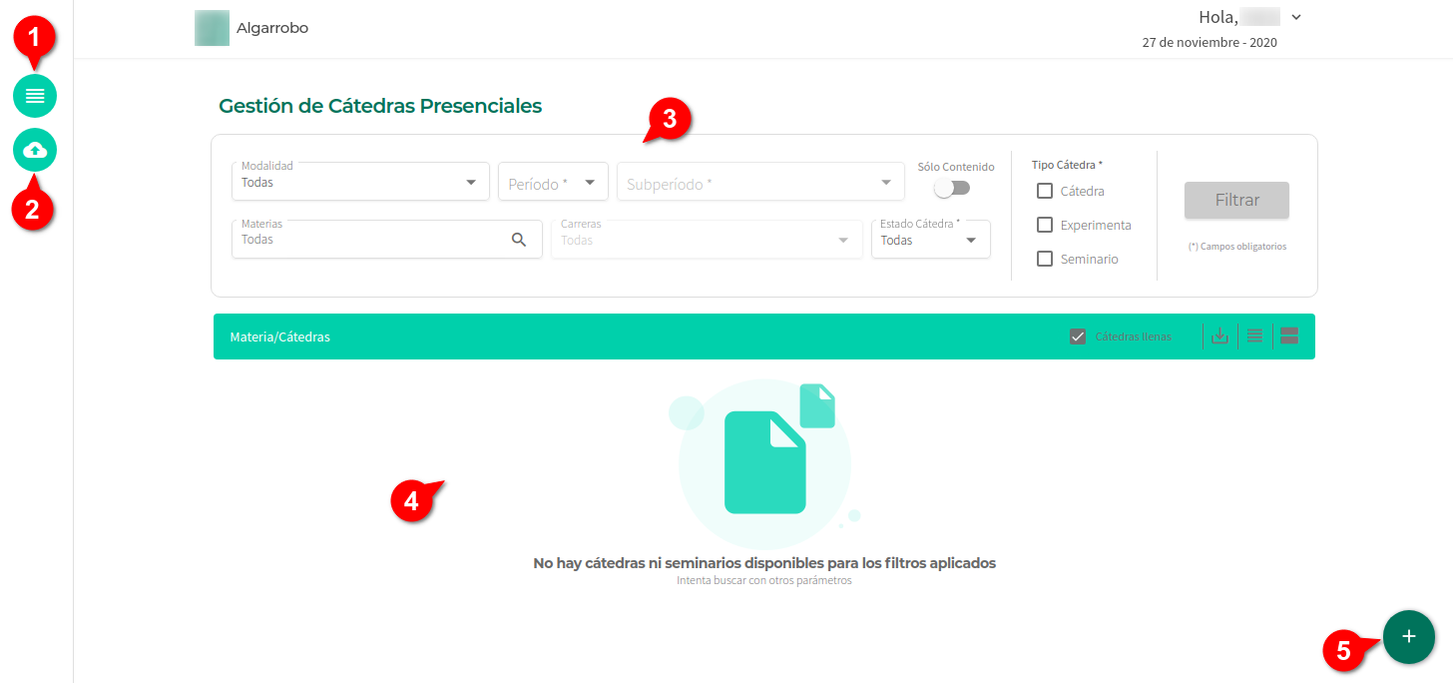 1
Algarrobo
Hola,
27 de noviembre - 2020
2
Gestión de Cátedras Presenciales
3
Modalidad
Todas
Período *
Subperíodo *
Sólo Contenido
Materias
Todas
Carreras
Todas
Estado Cátedra *
Todas
Tipo Cátedra *
Cátedra
Experimenta
Seminario
Filtrar
(*) Campos obligatorios
Materia/Cátedras
Cátedras llenas
4
No hay cátedras ni seminarios disponibles para los filtros aplicados
Intenta buscar con otros parámetros
5